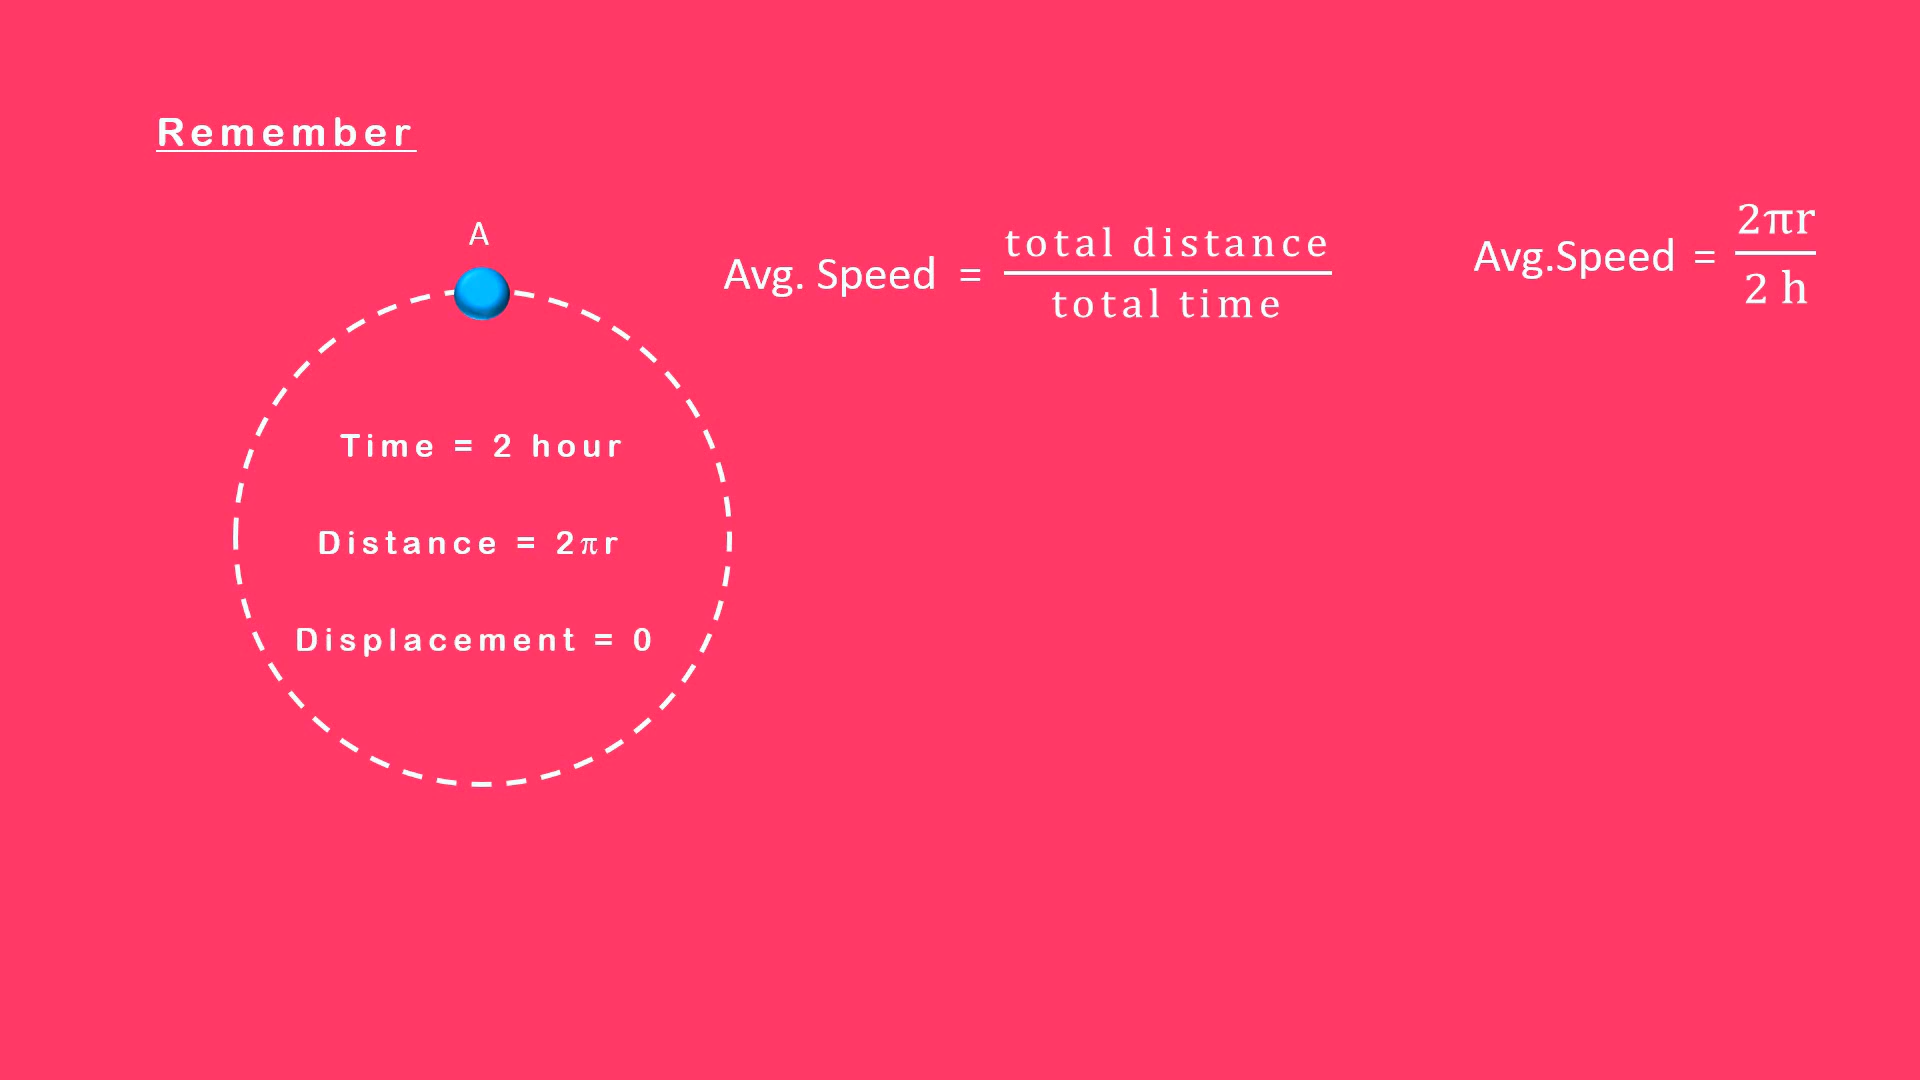 Remember
A
Avg. Speed = total distance / total time
Avg.Speed = 2πr / 2 h
Time = 2 hour
Distance = 2πr
Displacement = 0